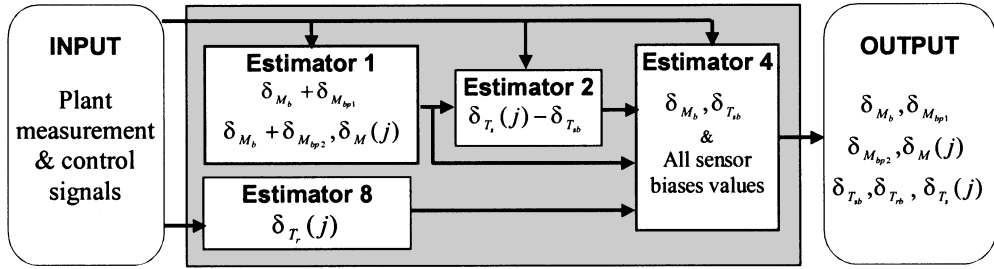 INPUT
Plant
measurement
& control
signals
Estimator 1
δ_{M_b} + δ_{M_{bp1}}
δ_{M_b} + δ_{M_{bp2}}, δ_M(j)
Estimator 2
δ_{T_s}(j) − δ_{T_{sb}}
Estimator 4
δ_{M_b}, δ_{T_{sb}}
&
All sensor
biases values
Estimator 8
δ_{T_r}(j)
OUTPUT
δ_{M_b}, δ_{M_{bp1}}
δ_{M_{bp2}}, δ_M(j)
δ_{T_{sb}}, δ_{T_{rb}}, δ_{T_s}(j)